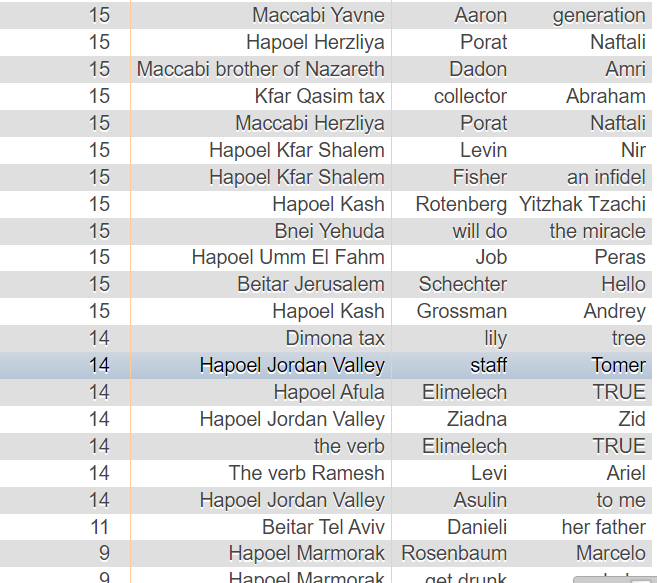 15 Maccabi Yavne Aaron generation
15 Hapoel Herzliya Porat Naftali
15 Maccabi brother of Nazareth Dadon Amri
15 Kfar Qasim tax collector Abraham
15 Maccabi Herzliya Porat Naftali
15 Hapoel Kfar Shalem Levin Nir
15 Hapoel Kfar Shalem Fisher an infidel
15 Hapoel Kash Rotenberg Yitzhak Tzachi
15 Bnei Yehuda will do the miracle
15 Hapoel Umm El Fahm Job Peras
15 Beitar Jerusalem Schechter Hello
15 Hapoel Kash Grossman Andrey
14 Dimona tax lily tree
14 Hapoel Jordan Valley staff Tomer
14 Hapoel Afula Elimelech TRUE
14 Hapoel Jordan Valley Ziadna Zid
14 the verb Elimelech TRUE
14 The verb Ramesh Levi Ariel
14 Hapoel Jordan Valley Asulin to me
11 Beitar Tel Aviv Danieli her father
9 Hapoel Marmorak Rosenbaum Marcelo
9 Hapoel Marmorak get drunk